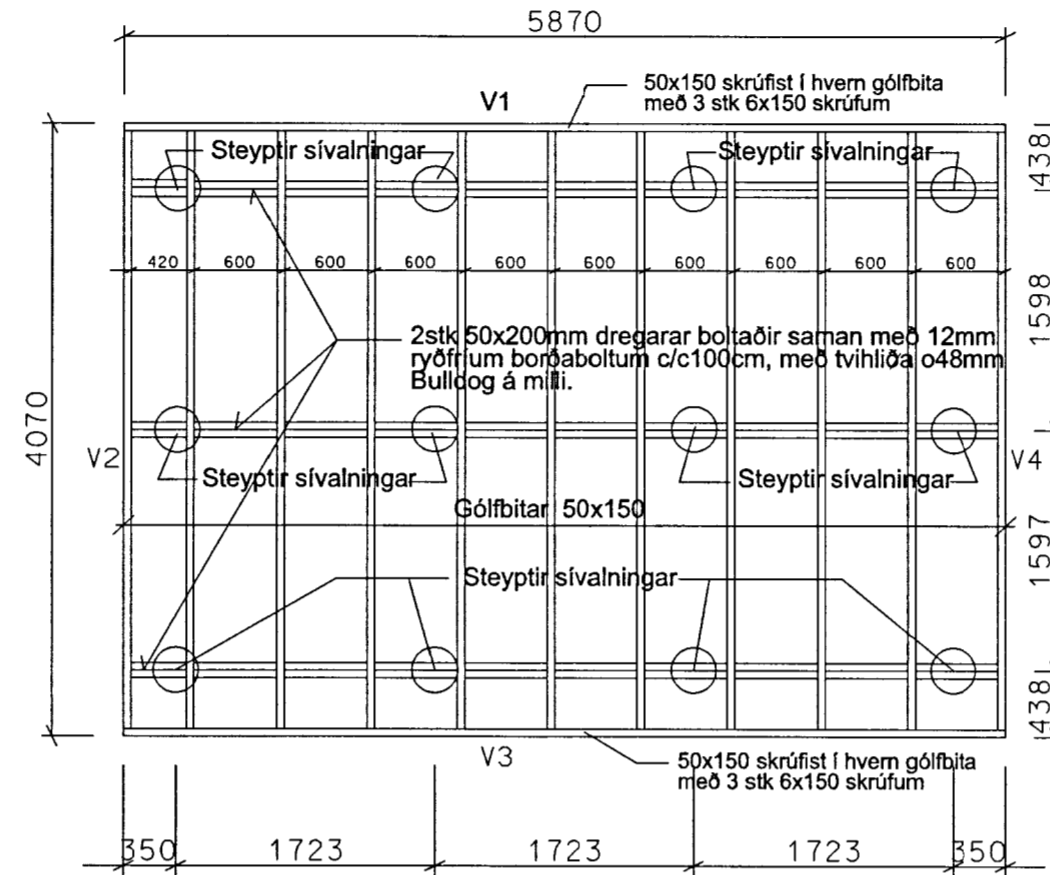 5870
50x150 skrúfist í hvern gólfbita
með 3 stk 6x150 skrúfum
V1
438
Steyptir sívalningar
Steyptir sívalningar
420 600 600 600 600 600 600 600 600 600
1598
2stk 50x200mm dregarar boltaðir saman með 12mm
ryðfríum borðaboltum c/c100cm, með tvihliða o48mm
Bulldog á milli.
4070
V2
V4
Steyptir sívalningar
Steyptir sívalningar
Gólfbitar 50x150
1597
Steyptir sívalningar
438
V3
50x150 skrúfist í hvern gólfbita
með 3 stk 6x150 skrúfum
350 1723 1723 1723 350